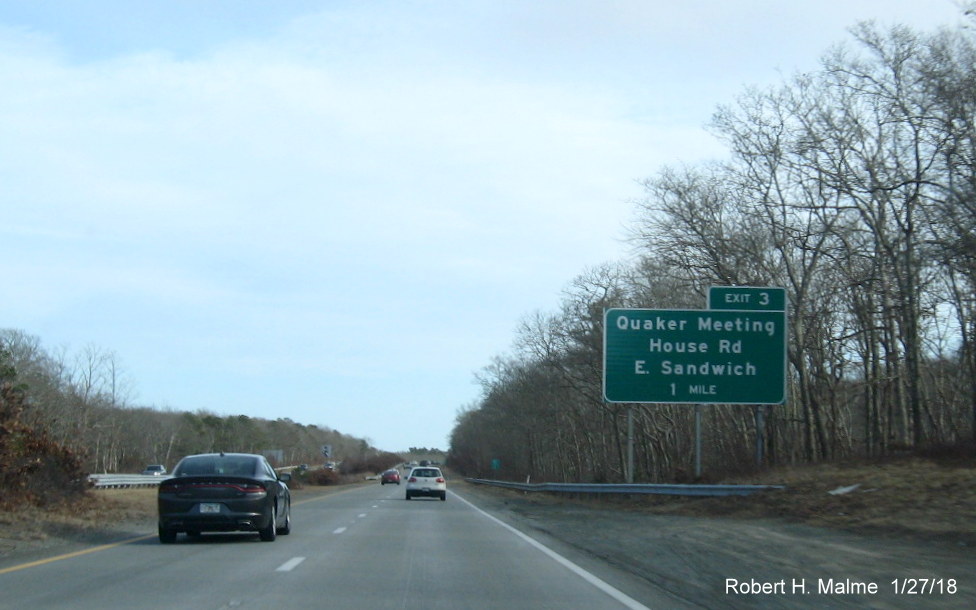 EXIT 3
Quaker Meeting
House Rd
E. Sandwich
1 MILE
Robert H. Malme 1/27/18